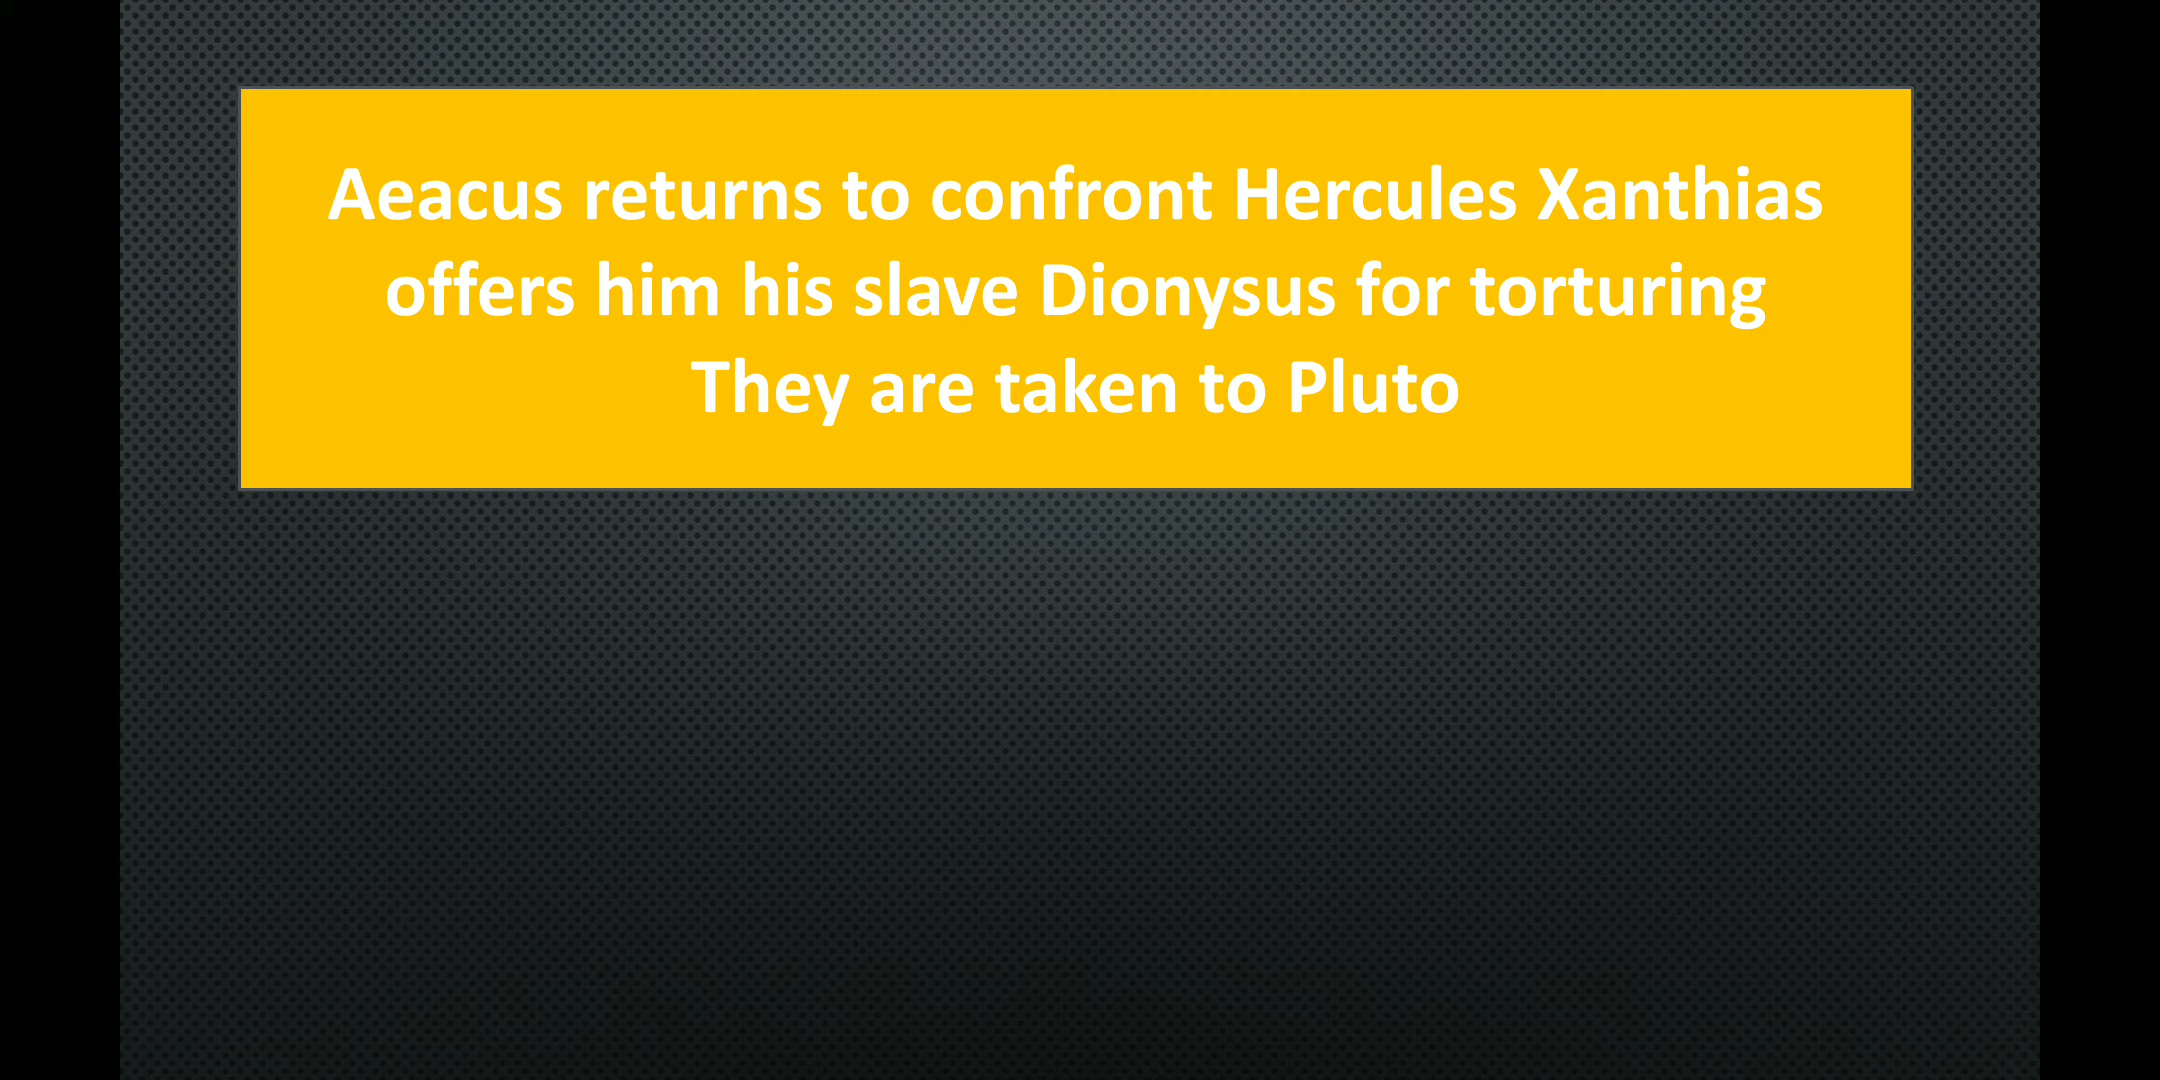 Aeacus returns to confront Hercules Xanthias
offers him his slave Dionysus for torturing
They are taken to Pluto